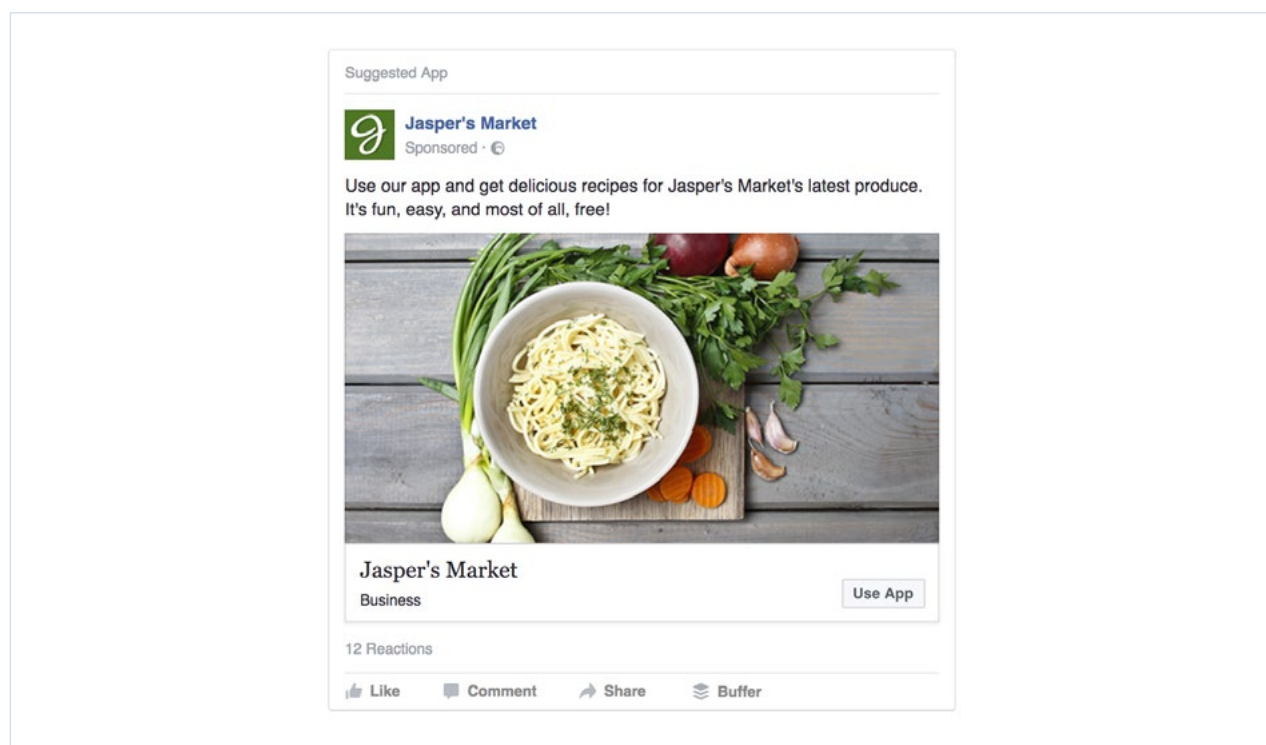 Suggested App
Jasper's Market
Sponsored ·
Use our app and get delicious recipes for Jasper's Market's latest produce.
It's fun, easy, and most of all, free!
Jasper's Market
Business
Use App
12 Reactions
Like Comment Share Buffer